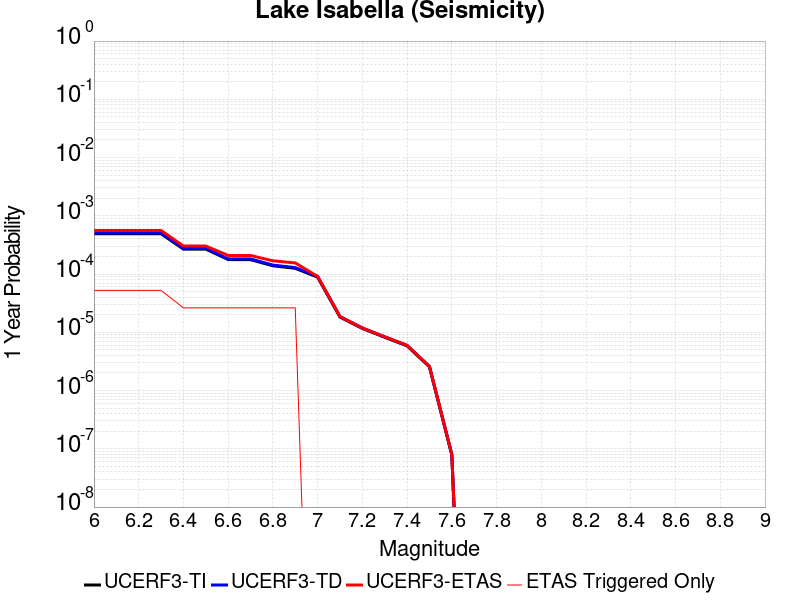 Lake Isabella (Seismicity)
10^0
10^-1
10^-2
10^-3
10^-4
10^-5
10^-6
10^-7
10^-8
1 Year Probability
6 6.2 6.4 6.6 6.8 7 7.2 7.4 7.6 7.8 8 8.2 8.4 8.6 8.8 9
Magnitude
UCERF3-TI UCERF3-TD UCERF3-ETAS ETAS Triggered Only